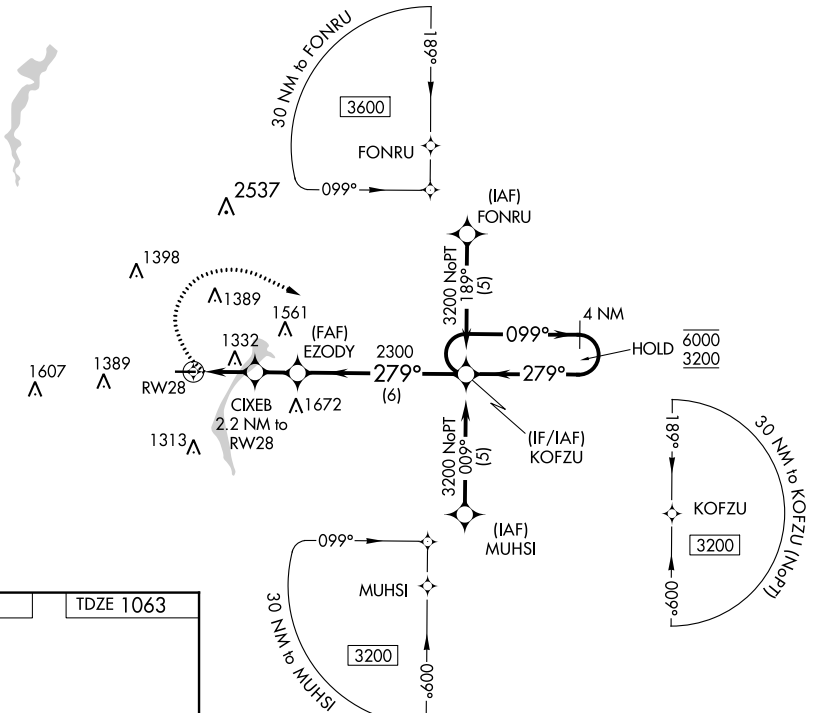 30 NM to FONRU
189°
3600
FONRU
099°
2537
(IAF)
FONRU
1398
1389
3200 NoPT
189°
(5)
4 NM
099°
1561
(FAF)
EZODY
HOLD
6000
3200
1332
2300
279°
(6)
279°
1607
1389
RW28
CIXEB
2.2 NM to
RW28
1672
(IF/IAF)
KOFZU
1313
3200 NoPT
009°
(5)
189°
30 NM to KOFZU (NoPT)
KOFZU
3200
009°
(IAF)
MUHSI
099°
MUHSI
30 NM to MUHSI
3200
009°
TDZE 1063